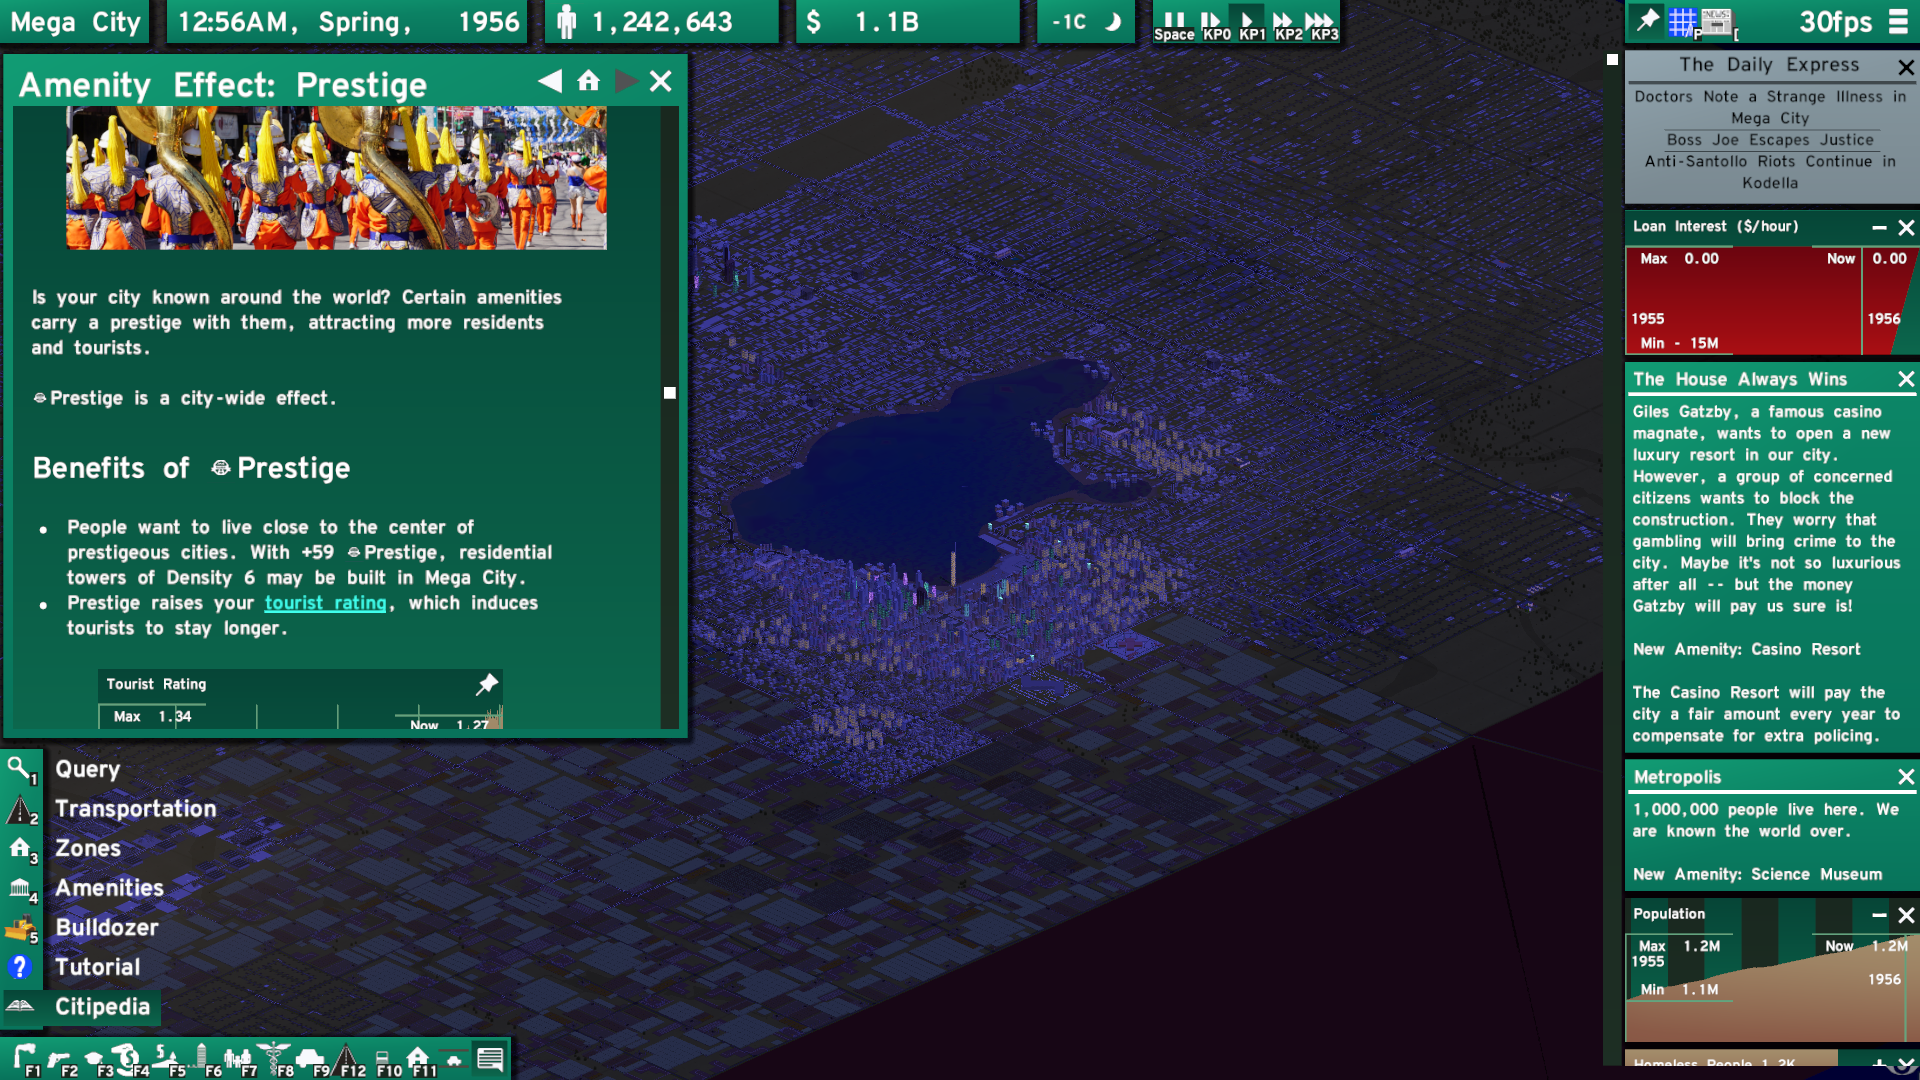 Mega City
12:56AM, Spring, 1956
1,242,643
$ 1.1B
-1C
Space KP0 KP1 KP2 KP3
/P
NEWS
[
30fps
Amenity Effect: Prestige
Is your city known around the world? Certain amenities
carry a prestige with them, attracting more residents
and tourists.
Prestige is a city-wide effect.
Benefits of Prestige
• People want to live close to the center of
prestigeous cities. With +59 Prestige, residential
towers of Density 6 may be built in Mega City.
• Prestige raises your tourist rating, which induces
tourists to stay longer.
Tourist Rating
Max 1.34
Now 1.27
1 Query
2 Transportation
3 Zones
4 Amenities
5 Bulldozer
? Tutorial
Citipedia
F1 F2 F3 F4 F5 F6 F7 F8 F9 F12 F10 F11
The Daily Express
Doctors Note a Strange Illness in
Mega City
Boss Joe Escapes Justice
Anti-Santollo Riots Continue in
Kodella
Loan Interest ($/hour)
Max 0.00 Now 0.00
1955 1956
Min - 15M
The House Always Wins
Giles Gatzby, a famous casino
magnate, wants to open a new
luxury resort in our city.
However, a group of concerned
citizens wants to block the
construction. They worry that
gambling will bring crime to the
city. Maybe it's not so luxurious
after all -- but the money
Gatzby will pay us sure is!
New Amenity: Casino Resort
The Casino Resort will pay the
city a fair amount every year to
compensate for extra policing.
Metropolis
1,000,000 people live here. We
are known the world over.
New Amenity: Science Museum
Population
Max 1.2M Now 1.2M
1955
1956
Min 1.1M
Homeless People 1.2K